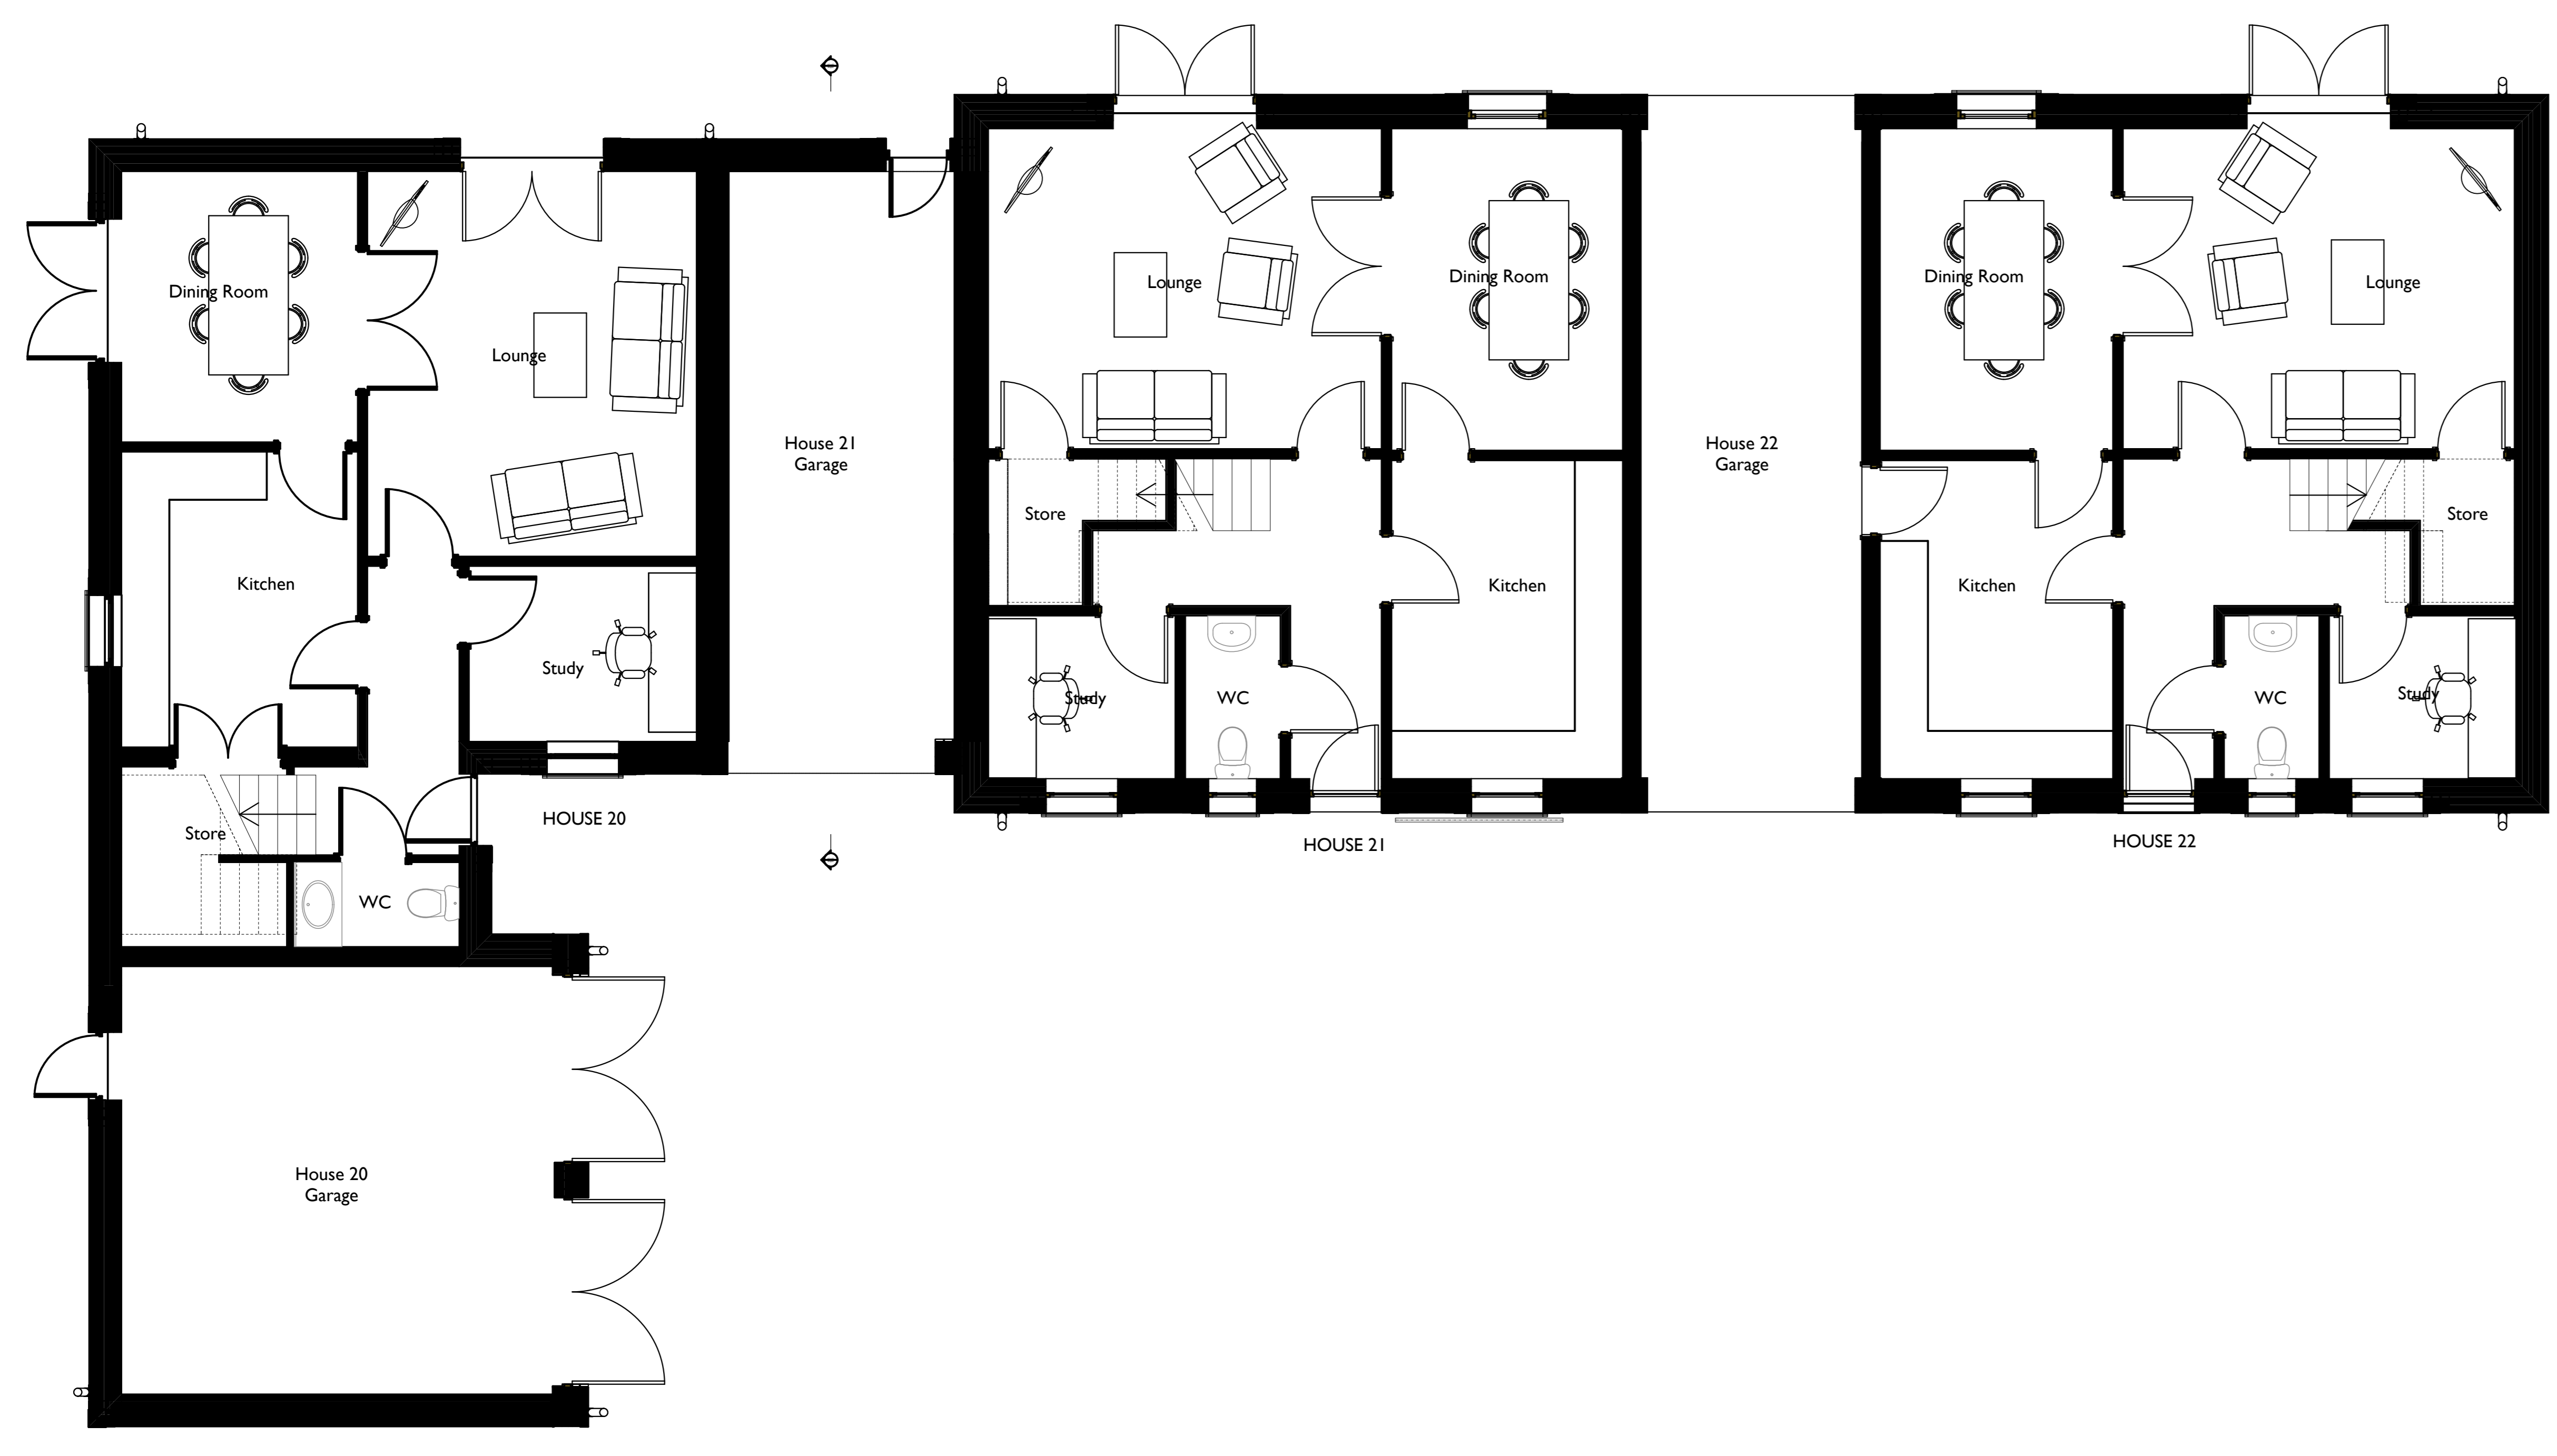 Dining Room
Lounge
Kitchen
Study
Store
WC
HOUSE 20
House 20
Garage
House 21
Garage
Lounge
Dining Room
Store
Kitchen
Study
WC
HOUSE 21
House 22
Garage
Dining Room
Lounge
Kitchen
Store
WC
Study
HOUSE 22